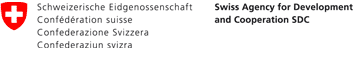 Schweizerische Eidgenossenschaft
Confédération suisse
Confederazione Svizzera
Confederaziun svizra
Swiss Agency for Development
and Cooperation SDC